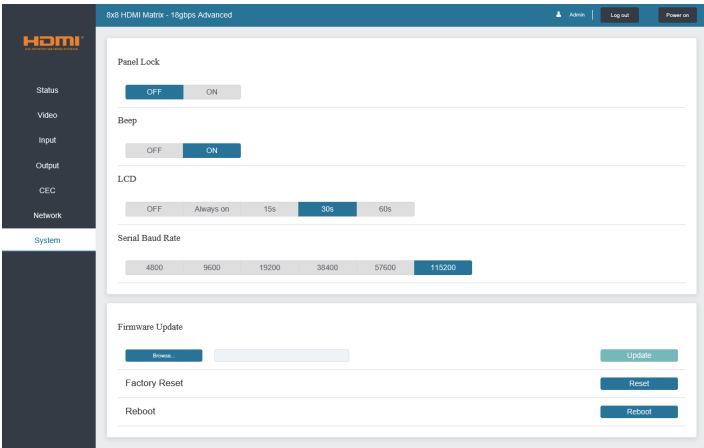 8x8 HDMI Matrix - 18gbps Advanced
Admin
Log out
Power on
HDMI
Status
Video
Input
Output
CEC
Network
System
Panel Lock
OFF ON
Beep
OFF ON
LCD
OFF Always on 15s 30s 60s
Serial Baud Rate
4800 9600 19200 38400 57600 115200
Firmware Update
Browse... Update
Factory Reset Reset
Reboot Reboot